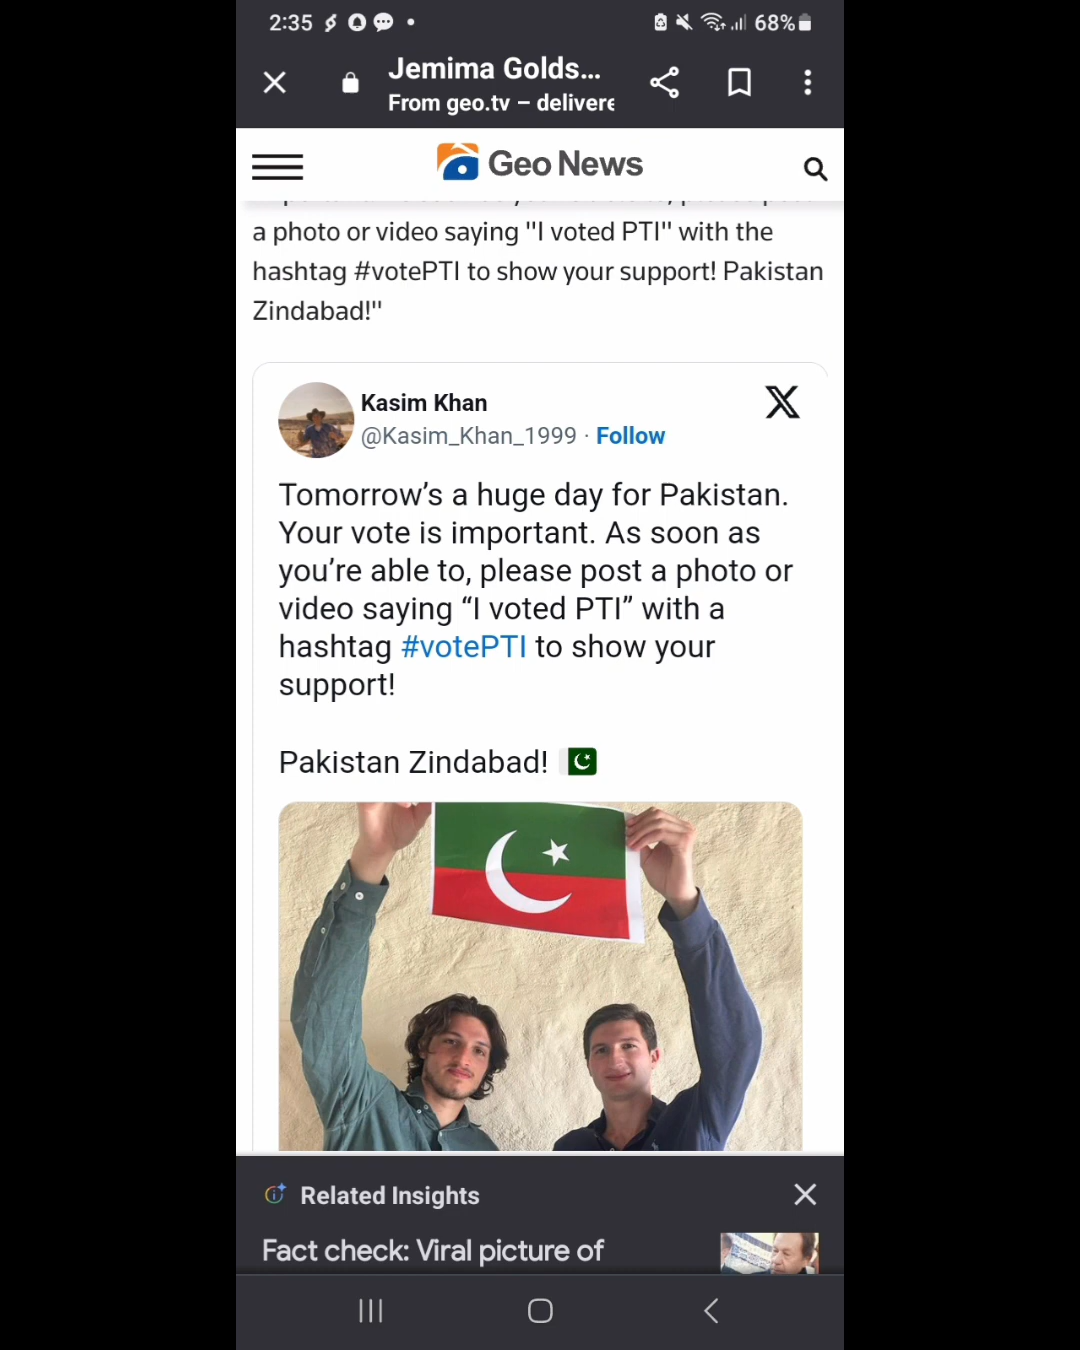 2:35
68%
Jemima Golds...
From geo.tv – delivere
Geo News
a photo or video saying "I voted PTI" with the
hashtag #votePTI to show your support! Pakistan
Zindabad!"
Kasim Khan
@Kasim_Khan_1999 · Follow
Tomorrow’s a huge day for Pakistan.
Your vote is important. As soon as
you’re able to, please post a photo or
video saying “I voted PTI” with a
hashtag #votePTI to show your
support!
Pakistan Zindabad!
Related Insights
Fact check: Viral picture of